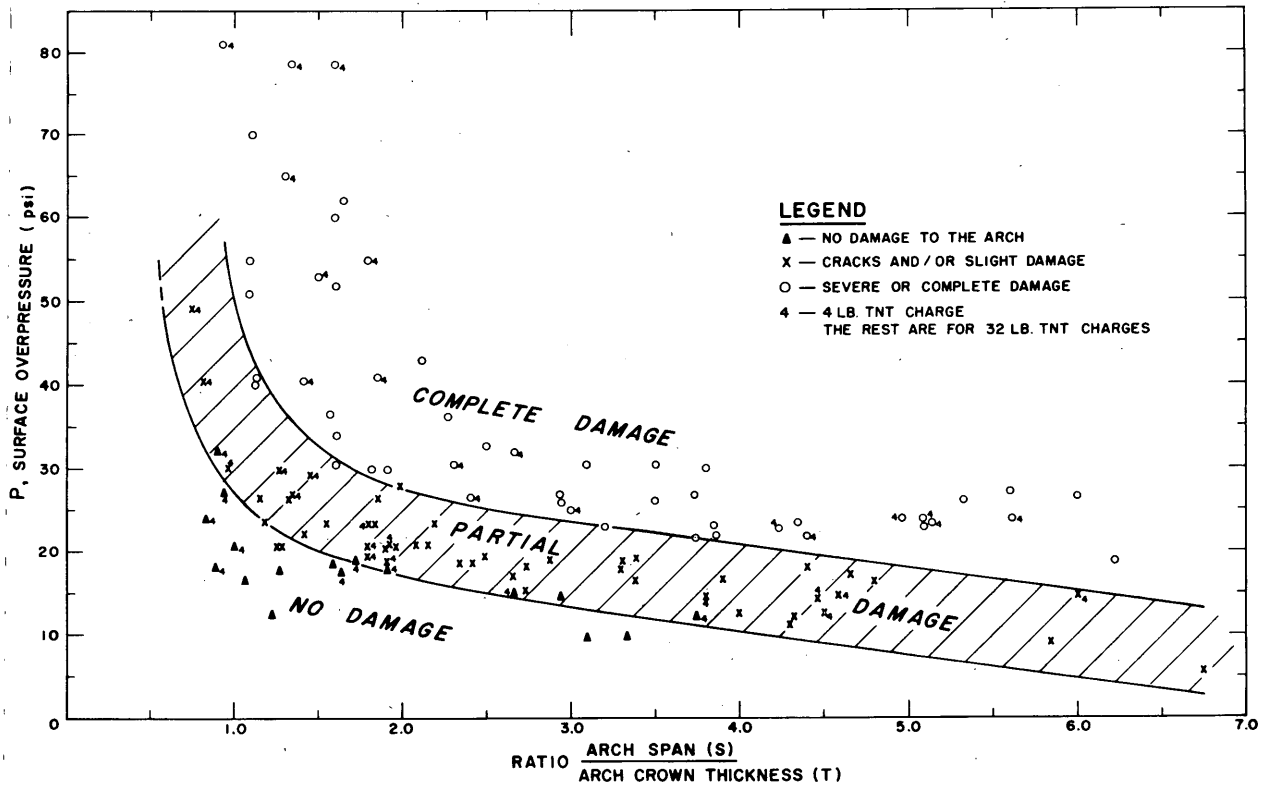 80
70
60
50
40
30
20
10
0
P, SURFACE OVERPRESSURE (psi)
LEGEND
▲ — NO DAMAGE TO THE ARCH
X — CRACKS AND/OR SLIGHT DAMAGE
O — SEVERE OR COMPLETE DAMAGE
4 — 4 LB. TNT CHARGE
THE REST ARE FOR 32 LB. TNT CHARGES
COMPLETE DAMAGE
PARTIAL DAMAGE
NO DAMAGE
1.0 2.0 3.0 4.0 5.0 6.0 7.0
RATIO ARCH SPAN (S)
ARCH CROWN THICKNESS (T)